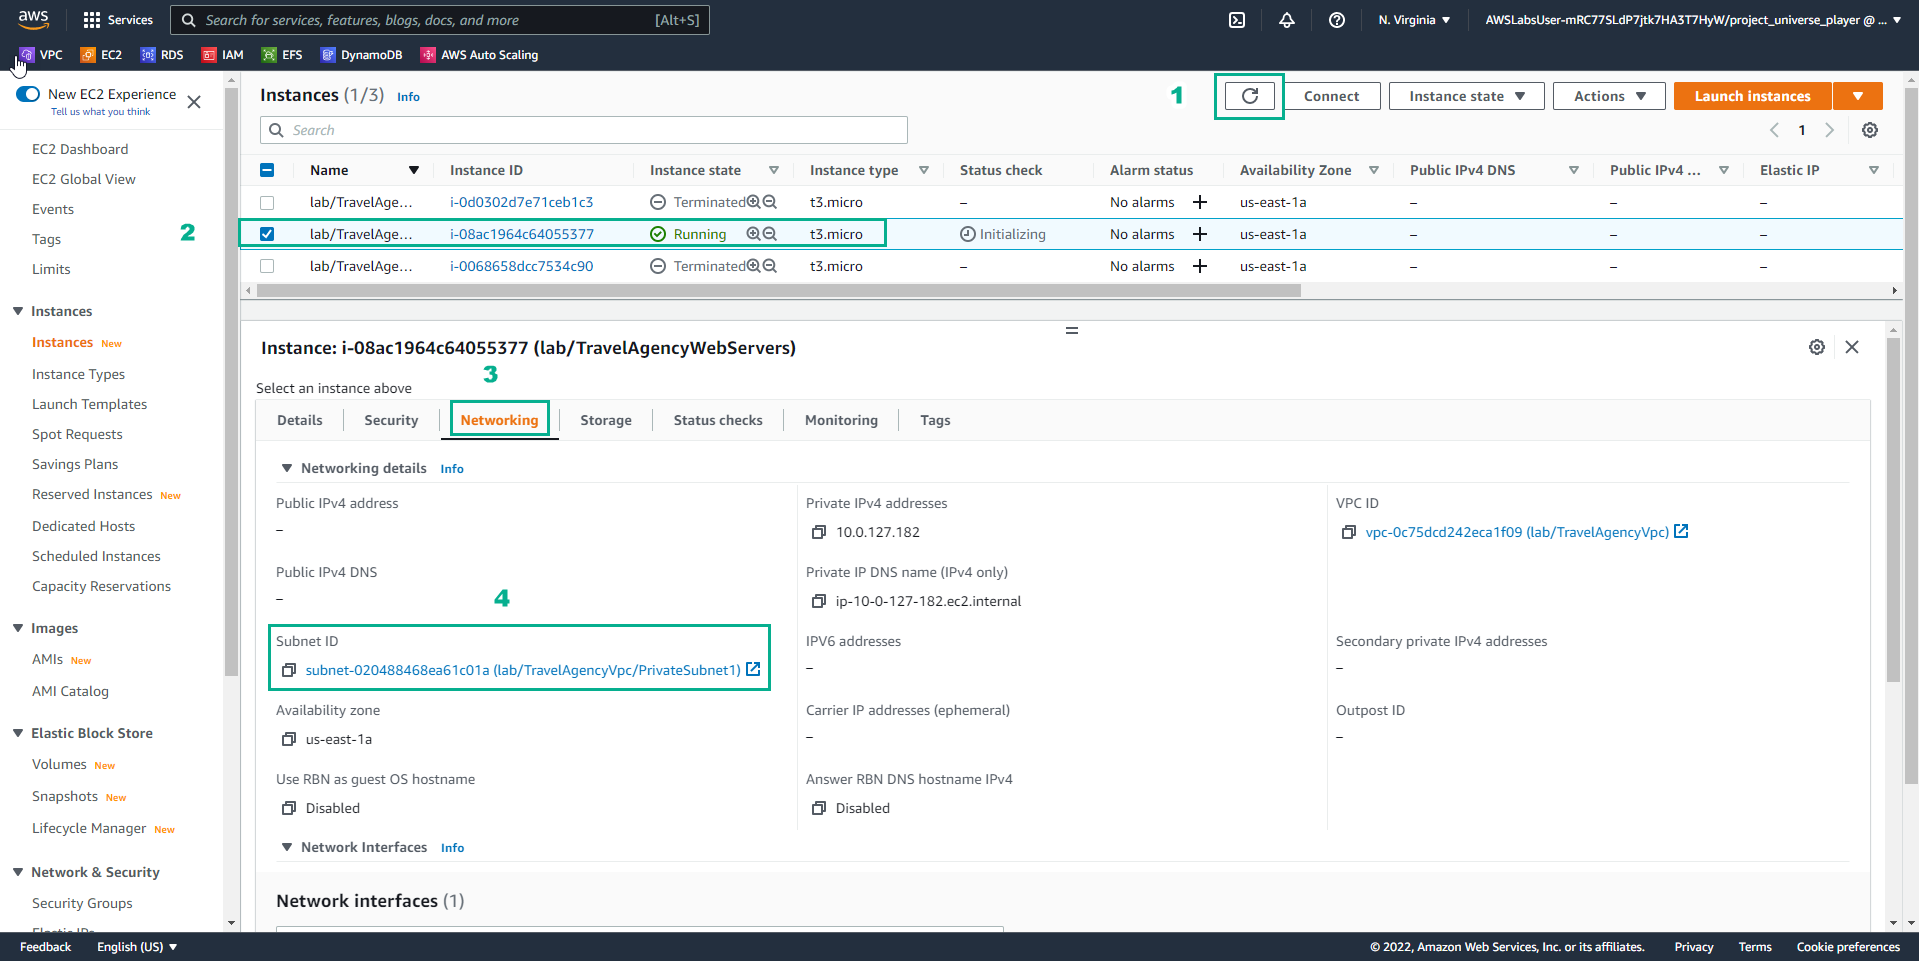 aws
Services
Search for services, features, blogs, docs, and more
[Alt+S]
N. Virginia
AWSLabsUser-mRC77SLdP7jtk7HA3T7HyW/project_universe_player @ ...
VPC
EC2
RDS
IAM
EFS
DynamoDB
AWS Auto Scaling
New EC2 Experience
Tell us what you think
EC2 Dashboard
EC2 Global View
Events
Tags
Limits
Instances
Instances New
Instance Types
Launch Templates
Spot Requests
Savings Plans
Reserved Instances New
Dedicated Hosts
Scheduled Instances
Capacity Reservations
Images
AMIs New
AMI Catalog
Elastic Block Store
Volumes New
Snapshots New
Lifecycle Manager New
Network & Security
Security Groups
Elastic IPs
2
Instances (1/3) Info
1
Connect
Instance state
Actions
Launch instances
Search
1
Name Instance ID Instance state Instance type Status check Alarm status Availability Zone Public IPv4 DNS Public IPv4 ... Elastic IP
lab/TravelAge... i-0d0302d7e71ceb1c3 Terminated t3.micro – No alarms + us-east-1a – – –
lab/TravelAge... i-08ac1964c64055377 Running t3.micro Initializing No alarms + us-east-1a – – –
lab/TravelAge... i-0068658dcc7534c90 Terminated t3.micro – No alarms + us-east-1a – – –
Instance: i-08ac1964c64055377 (lab/TravelAgencyWebServers)
3
Select an instance above
Details
Security
Networking
Storage
Status checks
Monitoring
Tags
Networking details Info
Public IPv4 address
–
Private IPv4 addresses
10.0.127.182
VPC ID
vpc-0c75dcd242eca1f09 (lab/TravelAgencyVpc)
Public IPv4 DNS
–
Private IP DNS name (IPv4 only)
ip-10-0-127-182.ec2.internal
4
Subnet ID
subnet-020488468ea61c01a (lab/TravelAgencyVpc/PrivateSubnet1)
IPV6 addresses
–
Secondary private IPv4 addresses
–
Availability zone
us-east-1a
Carrier IP addresses (ephemeral)
–
Outpost ID
–
Use RBN as guest OS hostname
Disabled
Answer RBN DNS hostname IPv4
Disabled
Network Interfaces Info
Network interfaces (1)
Feedback
English (US)
© 2022, Amazon Web Services, Inc. or its affiliates.
Privacy
Terms
Cookie preferences